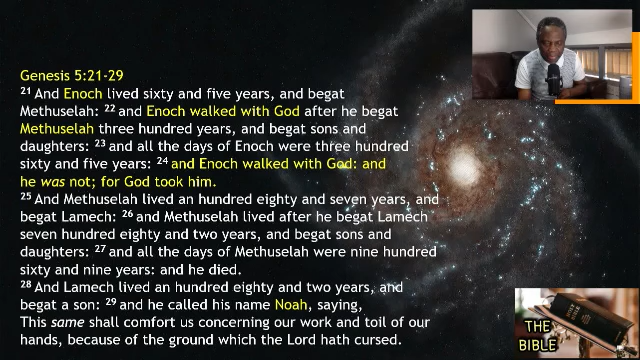 Genesis 5:21-29
21 And Enoch lived sixty and five years, and begat
Methuselah: 22 and Enoch walked with God after he begat
Methuselah three hundred years, and begat sons and
daughters: 23 and all the days of Enoch were three hundred
sixty and five years: 24 and Enoch walked with God: and
he was not; for God took him.
25 And Methuselah lived an hundred eighty and seven years, and
begat Lamech: 26 and Methuselah lived after he begat Lamech
seven hundred eighty and two years, and begat sons and
daughters: 27 and all the days of Methuselah were nine hundred
sixty and nine years: and he died.
28 And Lamech lived an hundred eighty and two years, and
begat a son: 29 and he called his name Noah, saying,
This same shall comfort us concerning our work and toil of our
hands, because of the ground which the Lord hath cursed.
HOLY BIBLE
THE
BIBLE